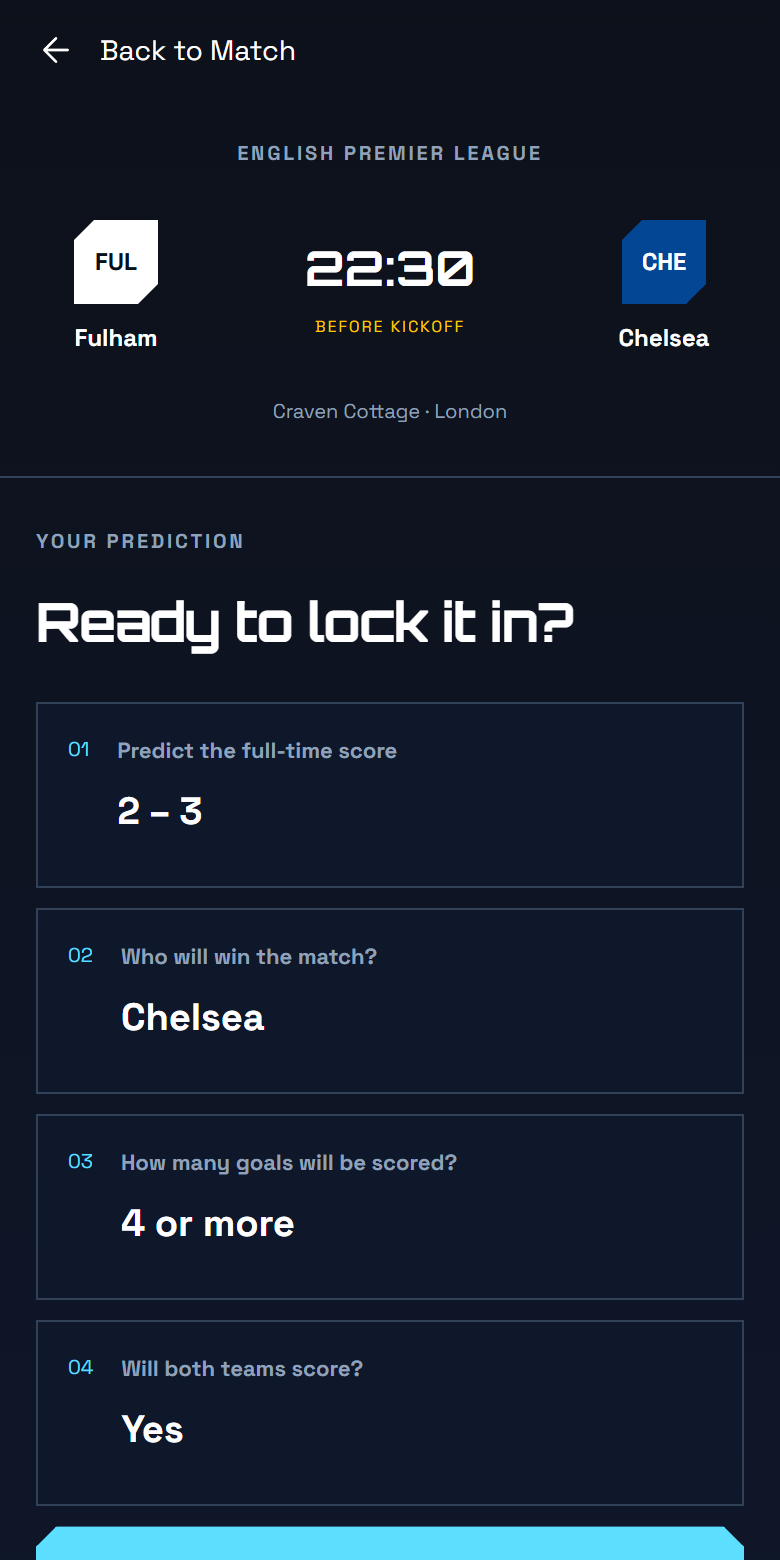 Back to Match
ENGLISH PREMIER LEAGUE
FUL
22:30
CHE
BEFORE KICKOFF
Fulham
Chelsea
Craven Cottage · London
YOUR PREDICTION
Ready to lock it in?
01 Predict the full-time score
2 – 3
02 Who will win the match?
Chelsea
03 How many goals will be scored?
4 or more
04 Will both teams score?
Yes